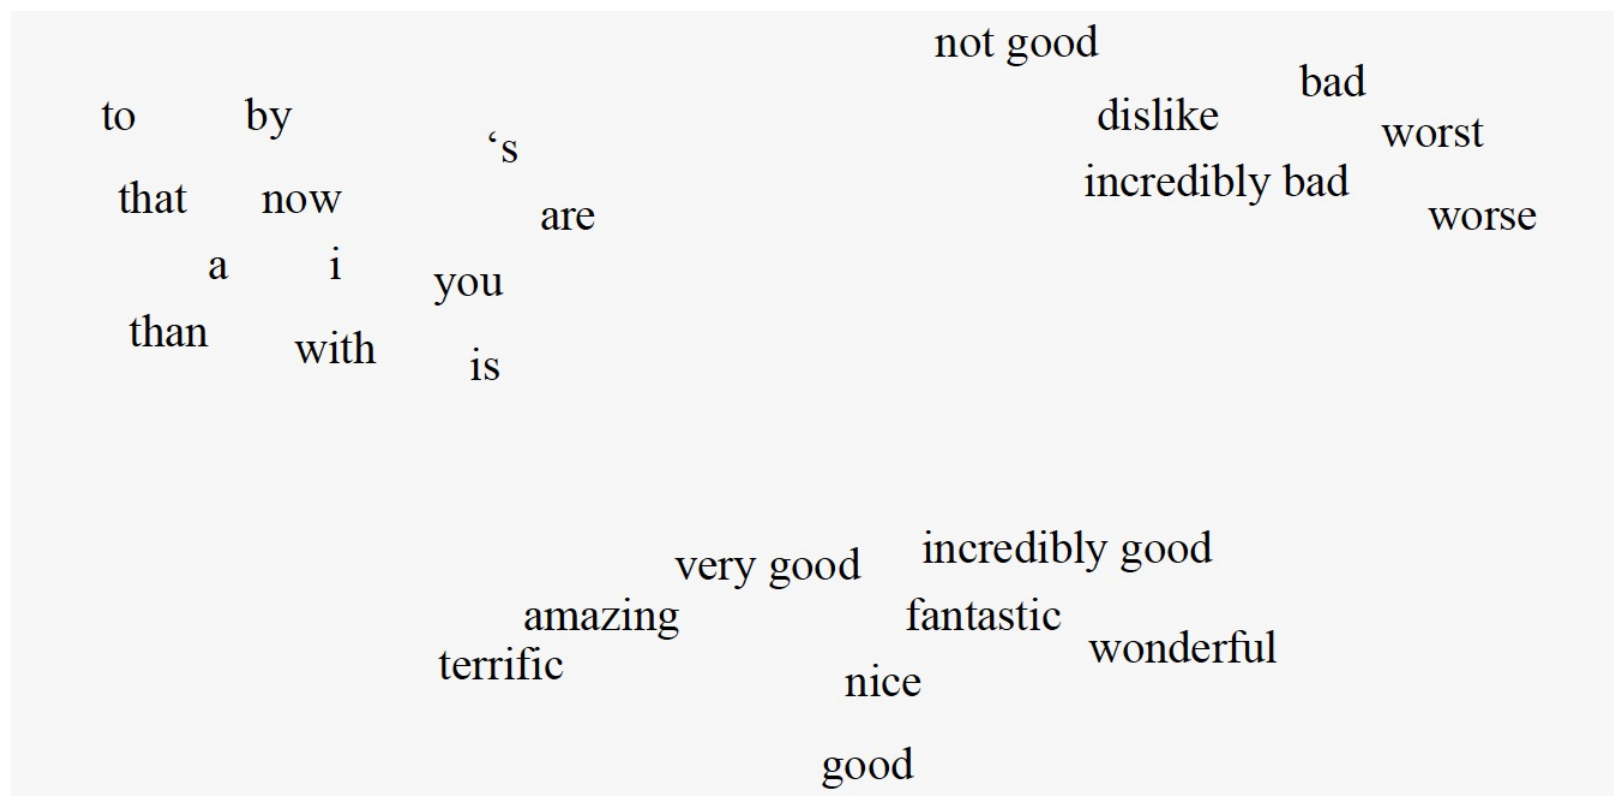 not good
bad
to by dislike worst
‘s
that now incredibly bad
are worse
a i you
than with is
very good incredibly good
amazing fantastic
terrific nice wonderful
good